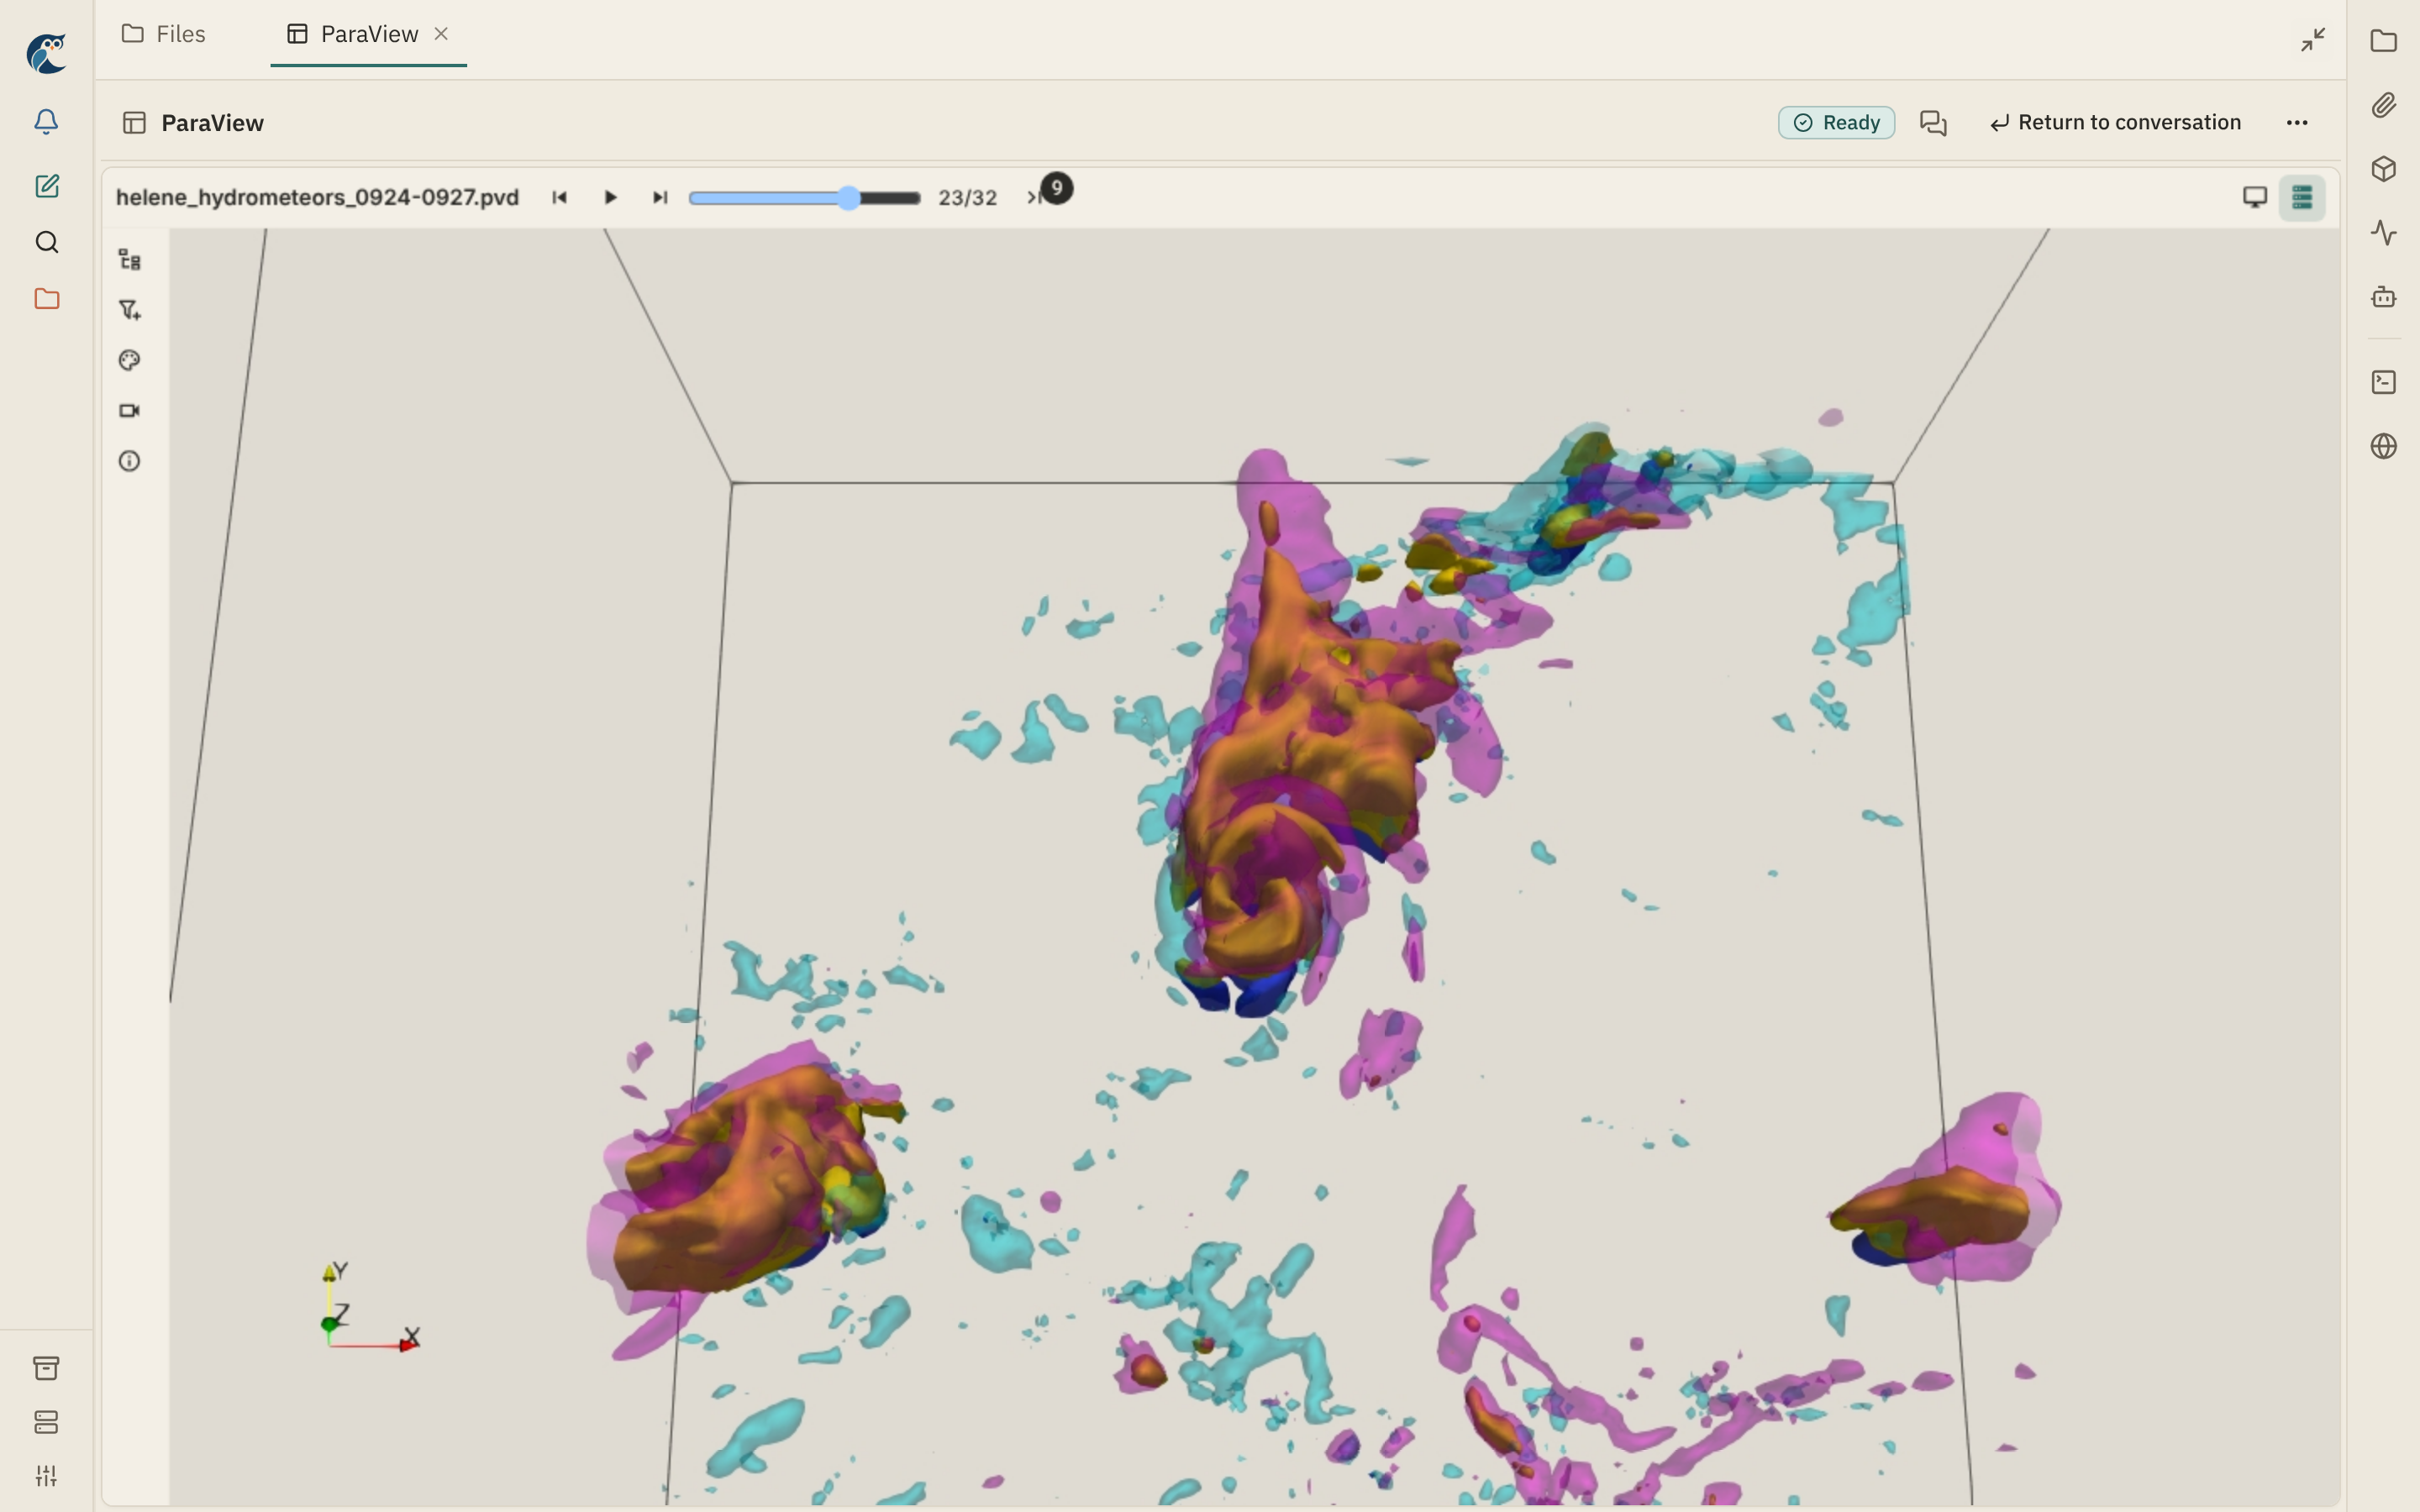 Files
ParaView
ParaView
Ready
Return to conversation
helene_hydrometeors_0924-0927.pvd
23/32
9
Y
Z
X